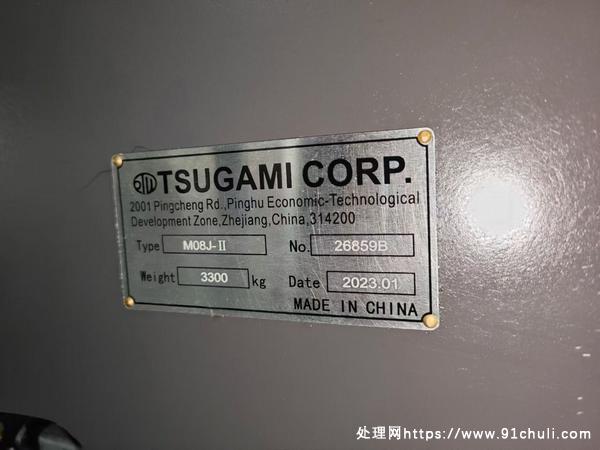 TSUGAMI CORP.
2001 Pingcheng Rd.,Pinghu Economic-Technological
Development Zone,Zhejiang,China,314200
Type M08J-II No. 26859B
Weight 3300 kg Date 2023.01
MADE IN CHINA
处理网https://www.91chuli.com/